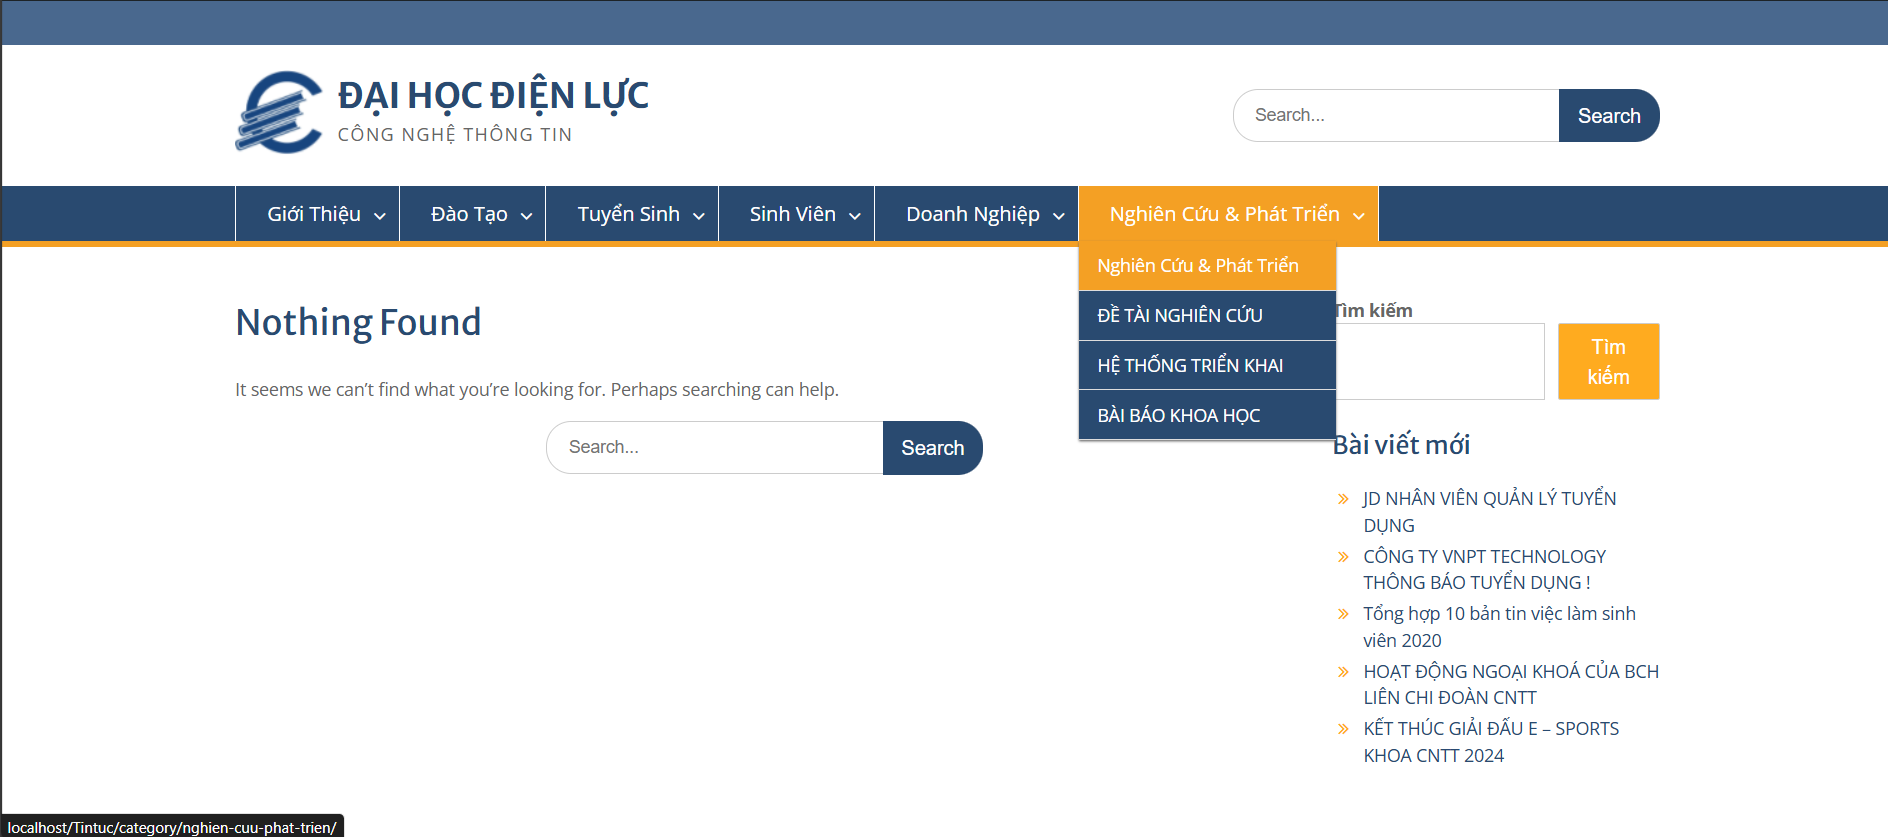 ĐẠI HỌC ĐIỆN LỰC
CÔNG NGHỆ THÔNG TIN
Search...
Search
Giới Thiệu
Đào Tạo
Tuyển Sinh
Sinh Viên
Doanh Nghiệp
Nghiên Cứu & Phát Triển
Nghiên Cứu & Phát Triển
ĐỀ TÀI NGHIÊN CỨU
HỆ THỐNG TRIỂN KHAI
BÀI BÁO KHOA HỌC
Nothing Found
It seems we can’t find what you’re looking for. Perhaps searching can help.
Search...
Search
Tìm kiếm
Tìm
kiếm
Bài viết mới
JD NHÂN VIÊN QUẢN LÝ TUYỂN
DỤNG
CÔNG TY VNPT TECHNOLOGY
THÔNG BÁO TUYỂN DỤNG !
Tổng hợp 10 bản tin việc làm sinh
viên 2020
HOẠT ĐỘNG NGOẠI KHOÁ CỦA BCH
LIÊN CHI ĐOÀN CNTT
KẾT THÚC GIẢI ĐẤU E – SPORTS
KHOA CNTT 2024
localhost/Tintuc/category/nghien-cuu-phat-trien/